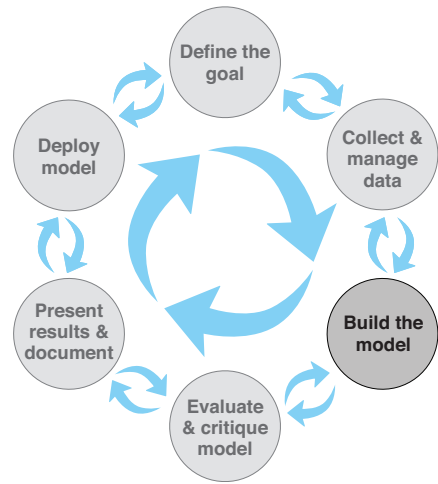 Define the
goal
Collect &
manage
data
Build the
model
Evaluate
& critique
model
Present
results &
document
Deploy
model